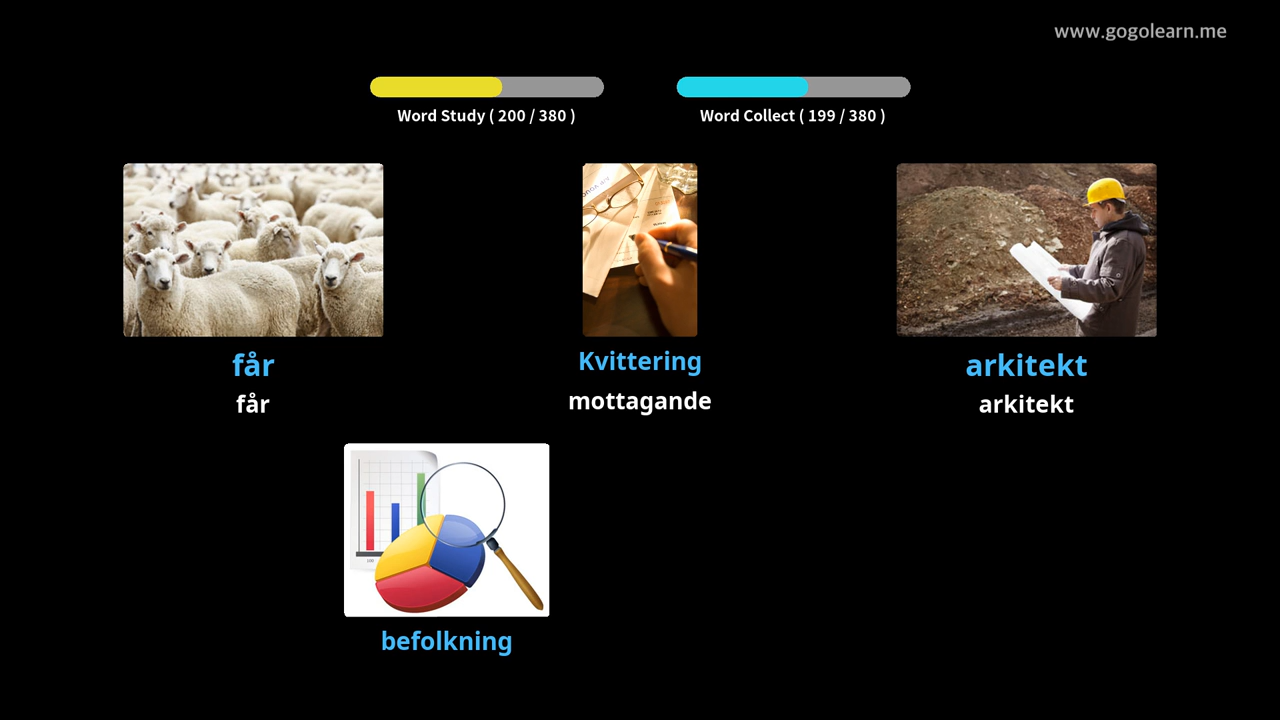 www.gogolearn.me
Word Study ( 200 / 380 )
Word Collect ( 199 / 380 )
får
Kvittering
arkitekt
får
mottagande
arkitekt
befolkning